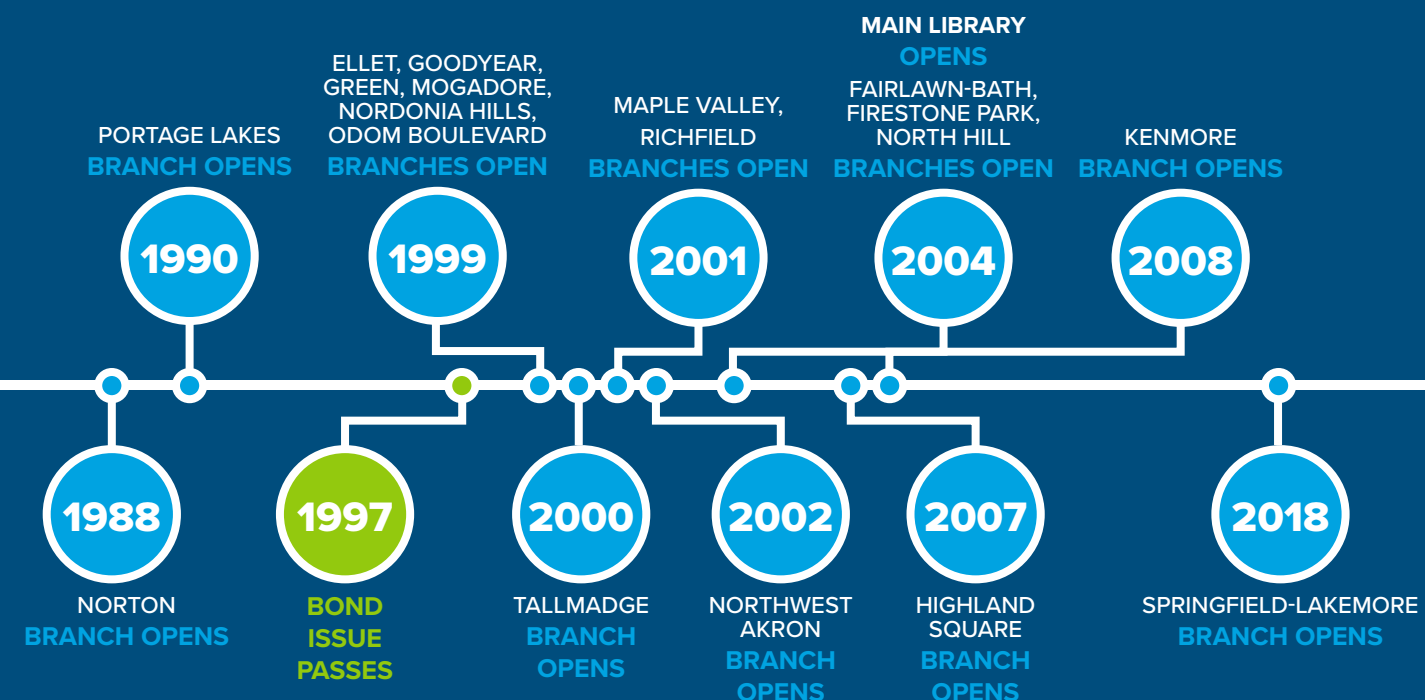 PORTAGE LAKES
BRANCH OPENS
1990
ELLET, GOODYEAR,
GREEN, MOGADORE,
NORDONIA HILLS,
ODOM BOULEVARD
BRANCHES OPEN
1999
MAPLE VALLEY,
RICHFIELD
BRANCHES OPEN
2001
MAIN LIBRARY
OPENS
FAIRLAWN-BATH,
FIRESTONE PARK,
NORTH HILL
BRANCHES OPEN
2004
KENMORE
BRANCH OPENS
2008
1988
NORTON
BRANCH OPENS
1997
BOND
ISSUE
PASSES
2000
TALLMADGE
BRANCH
OPENS
2002
NORTHWEST
AKRON
BRANCH
OPENS
2007
HIGHLAND
SQUARE
BRANCH
OPENS
2018
SPRINGFIELD-LAKEMORE
BRANCH OPENS